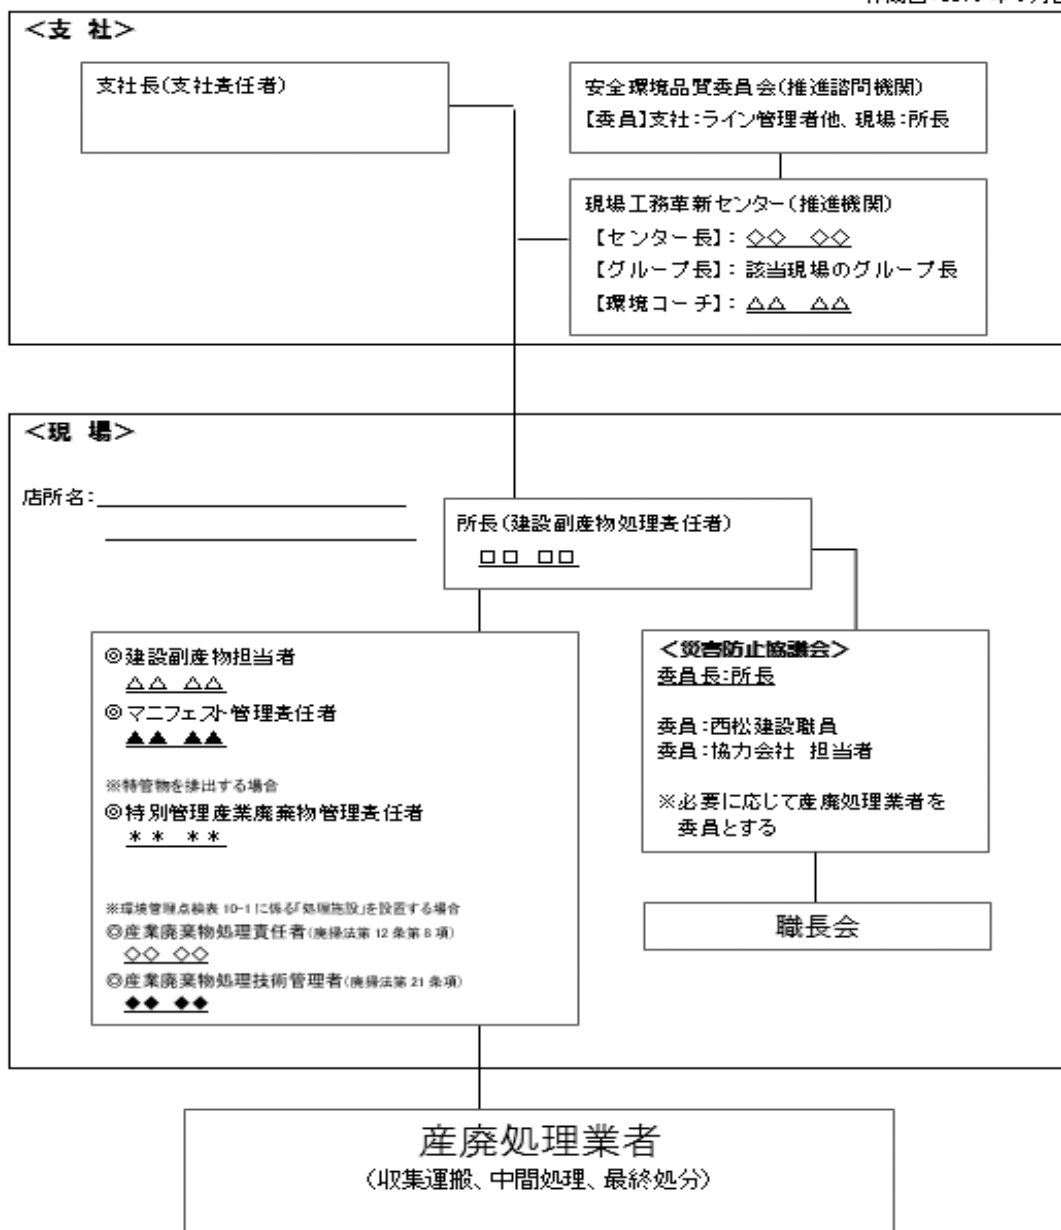 ＜支 社＞
支社長(支社責任者)
安全環境品質委員会(推進諮問機関)
【委員】支社：ライン管理者他、現場：所長
現場工務革新センター(推進機関)
【センター長】：◇◇ ◇◇
【グループ長】：該当現場のグループ長
【環境コーチ】：△△ △△
＜現 場＞
店所名：
所長(建設副産物処理責任者)
□□ □□
◎建設副産物担当者
△△ △△
◎マニフェスト管理責任者
▲▲ ▲▲
※特管物を排出する場合
◎特別管理産業廃棄物管理責任者
＊＊ ＊＊
※環境管理点検表 10-1 に係る「処理施設」を設置する場合
◎産業廃棄物処理責任者(廃掃法第 12 条第 8 項)
◇◇ ◇◇
◎産業廃棄物処理技術管理者(廃掃法第 21 条項)
◆◆ ◆◆
＜災害防止協議会＞
委員長：所長
委員：西松建設職員
委員：協力会社 担当者
※必要に応じて産廃処理業者を
委員とする
職長会
産廃処理業者
(収集運搬、中間処理、最終処分)